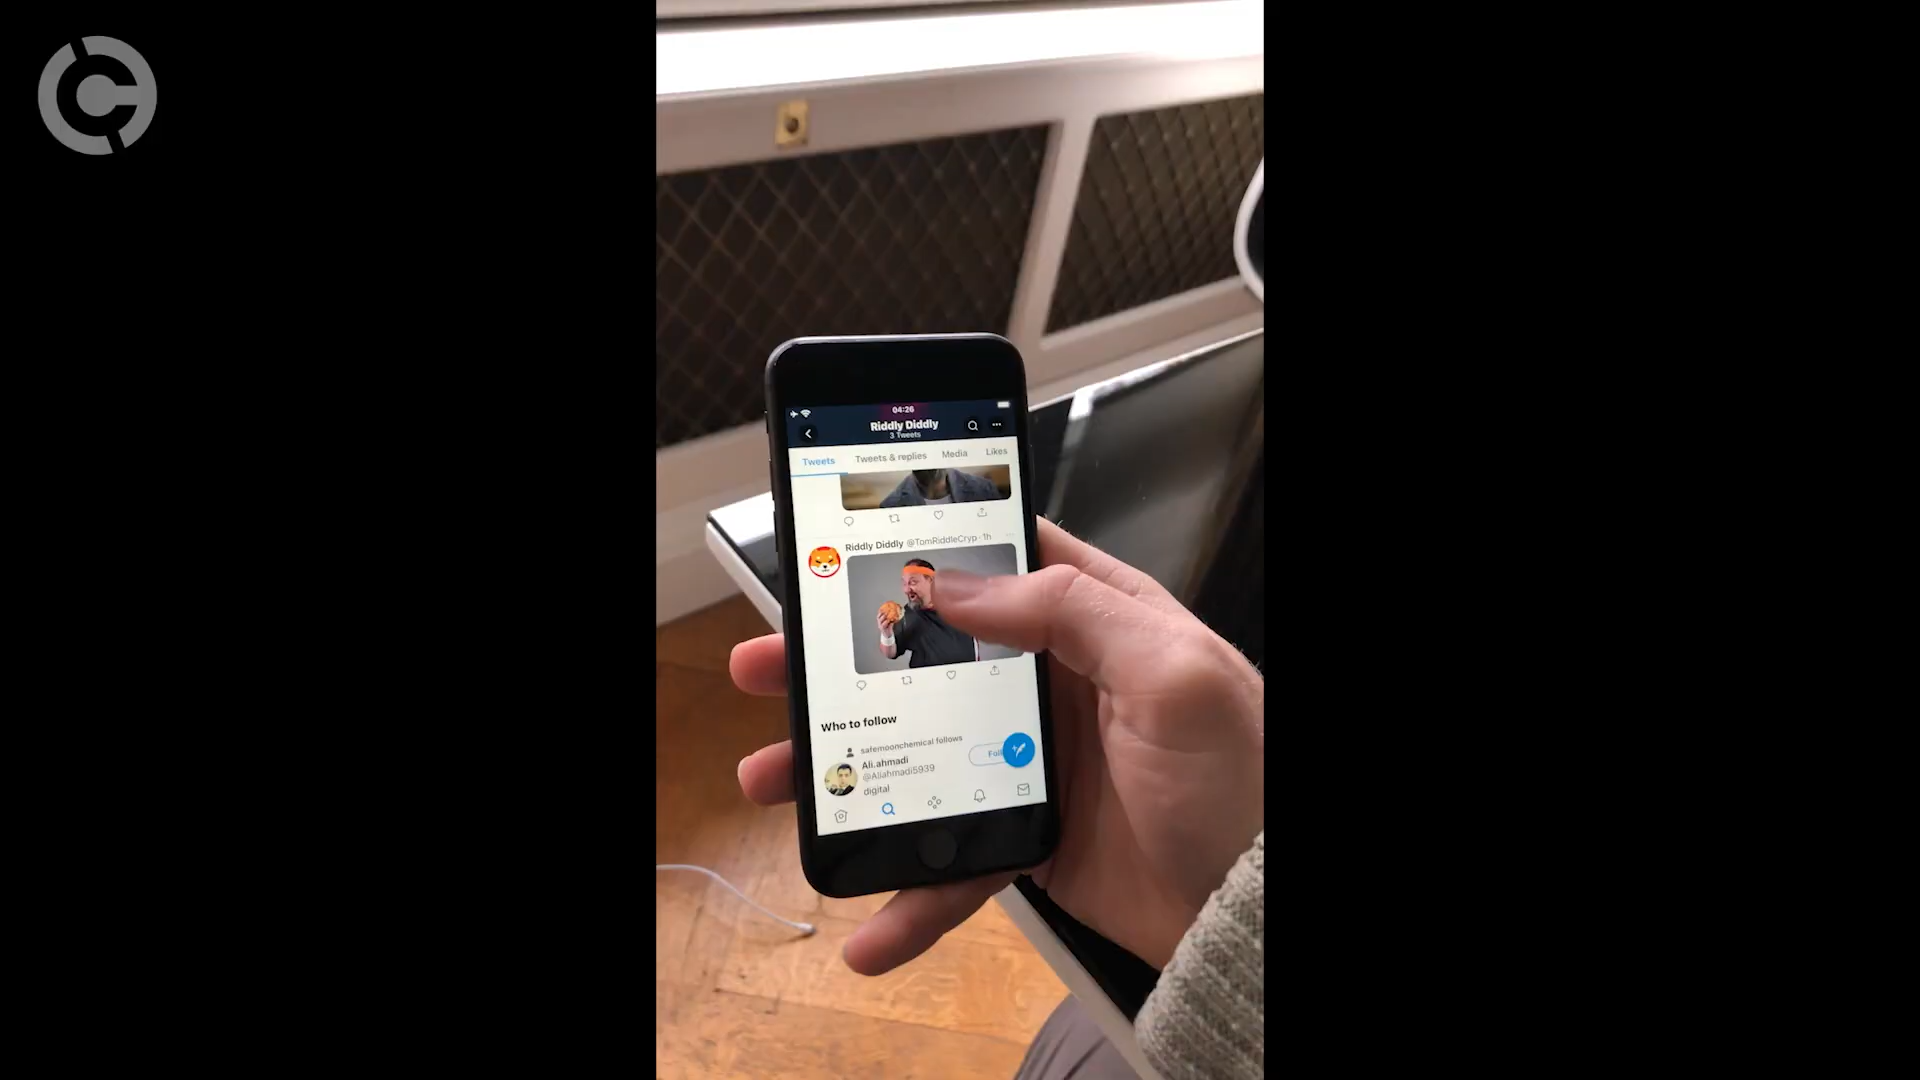 04:26
Riddly Diddly
3 Tweets
Tweets Tweets & replies Media Likes
Riddly Diddly @TomRiddleCryp · 1h
Who to follow
safemoonchemical follows
Ali.ahmadi
@Aliahmadi5939
digital